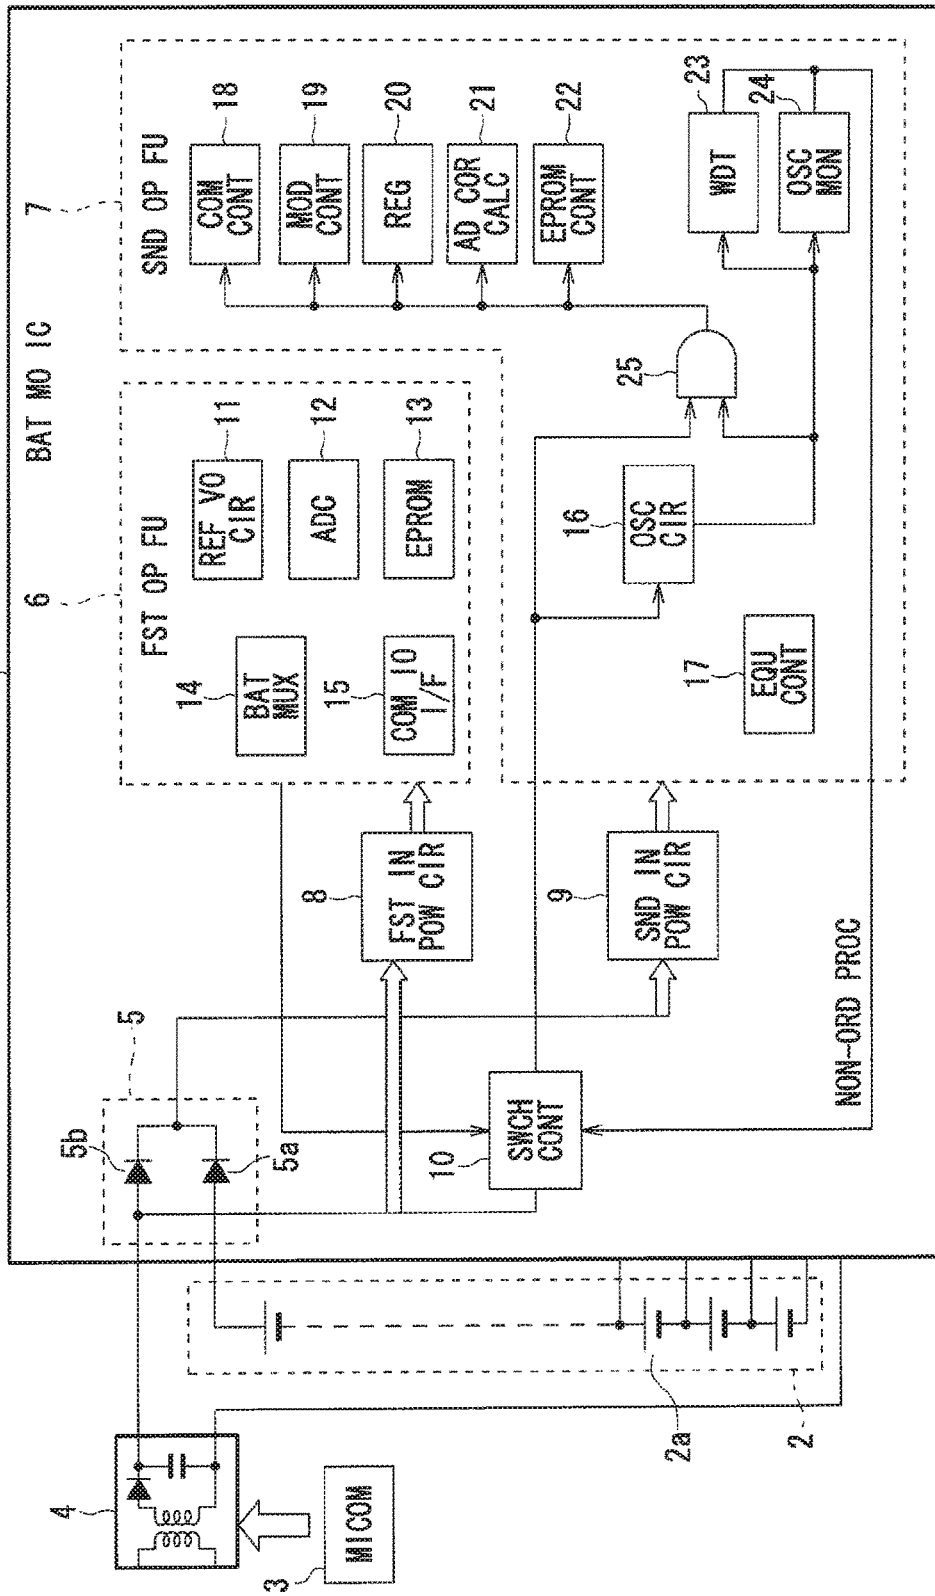 BAT MO IC
6
FST OP FU
7
SND OP FU
4
3
MICOM
5
5b
5a
2a
2
10
SWCH
CONT
8
FST IN
POW CIR
9
SND IN
POW CIR
NON-ORD PROC
14
BAT
MUX
15
COM IO
I/F
11
REF VO
CIR
12
ADC
13
EPROM
16
OSC
CIR
17
EQU
CONT
25
18
COM
CONT
19
MOD
CONT
20
REG
21
AD COR
CALC
22
EPROM
CONT
23
WDT
24
OSC
MON